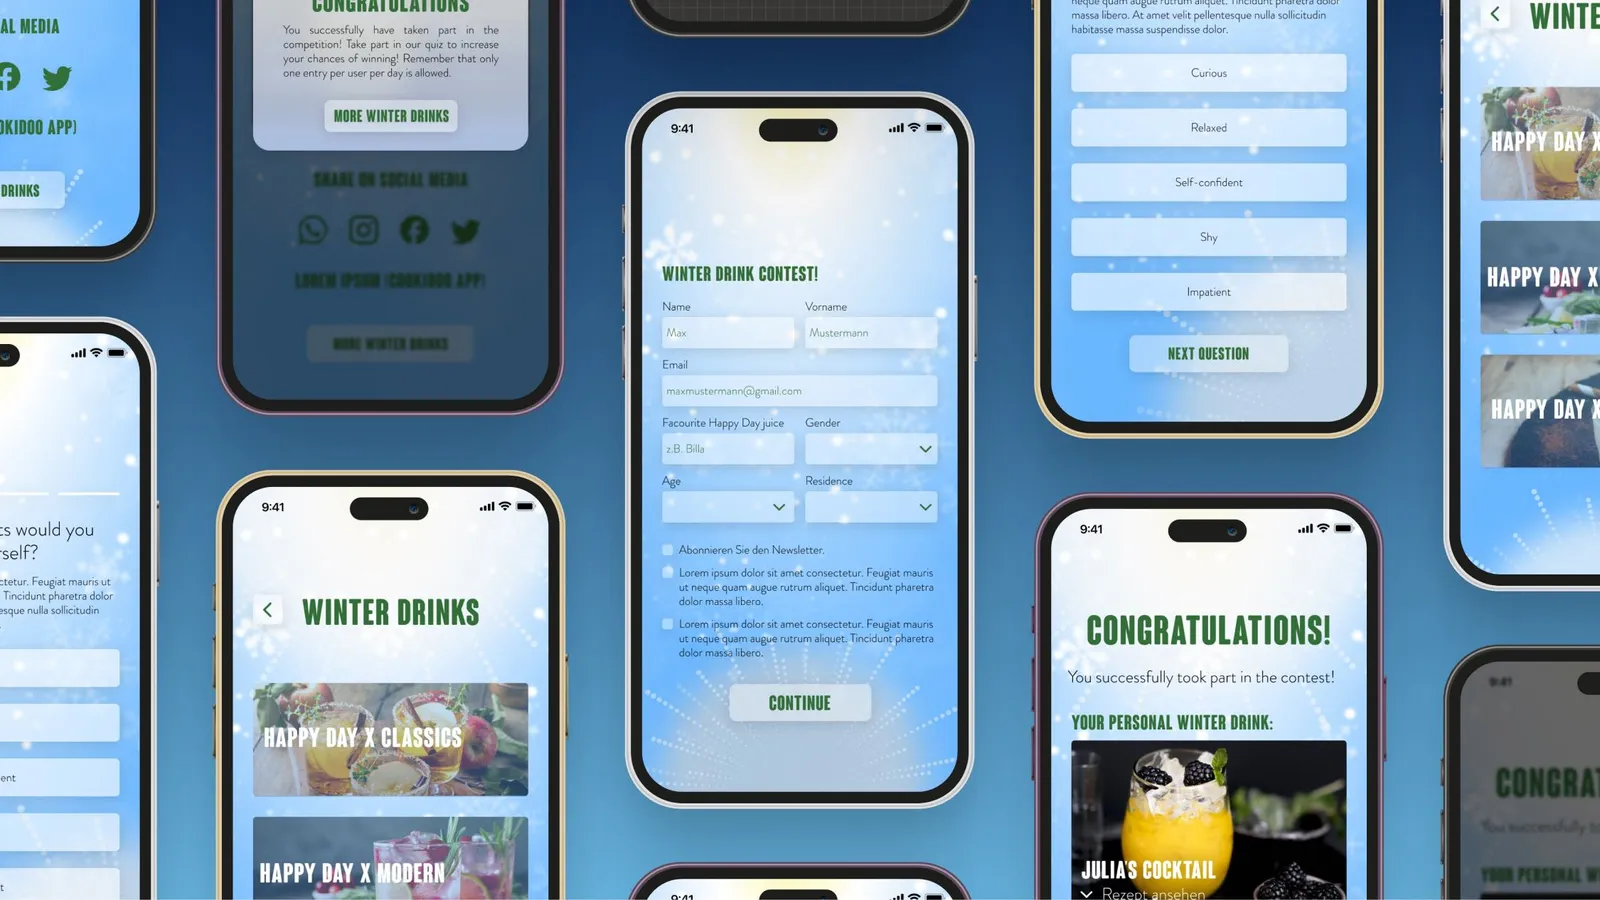 AL MEDIA
OKIDOO APP)
DRINKS
ts would you
rself?
ctetur. Feugiat mauris ut
Tincidunt pharetra dolor
esque nulla sollicitudin
ent
t
CONGRATULATIONS
You successfully have taken part in the
competition! Take part in our quiz to increase
your chances of winning! Remember that only
one entry per user per day is allowed.
MORE WINTER DRINKS
SHARE ON SOCIAL MEDIA
LOREM IPSUM (COOKIDOO APP)
MORE WINTER DRINKS
9:41
WINTER DRINKS
HAPPY DAY X CLASSICS
HAPPY DAY X MODERN
9:41
WINTER DRINK CONTEST!
Name Vorname
Max Mustermann
Email
maxmustermann@gmail.com
Facourite Happy Day juice Gender
z.B. Billa
Age Residence
Abonnieren Sie den Newsletter.
Lorem ipsum dolor sit amet consectetur. Feugiat mauris
ut neque quam augue rutrum aliquet. Tincidunt pharetra
dolor massa libero.
Lorem ipsum dolor sit amet consectetur. Feugiat mauris
ut neque quam augue rutrum aliquet. Tincidunt pharetra
dolor massa libero.
CONTINUE
9:41
neque quam augue rutrum aliquet. Tincidunt pharetra dolor
massa libero. At amet velit pellentesque nulla sollicitudin
habitasse massa suspendisse dolor.
Curious
Relaxed
Self-confident
Shy
Impatient
NEXT QUESTION
9:41
CONGRATULATIONS!
You successfully took part in the contest!
YOUR PERSONAL WINTER DRINK:
JULIA'S COCKTAIL
Rezept ansehen
WINTE
HAPPY DAY X
HAPPY DAY X
HAPPY DAY X
9:41
CONGRAT
You successfully to
YOUR PERSONAL WINTER